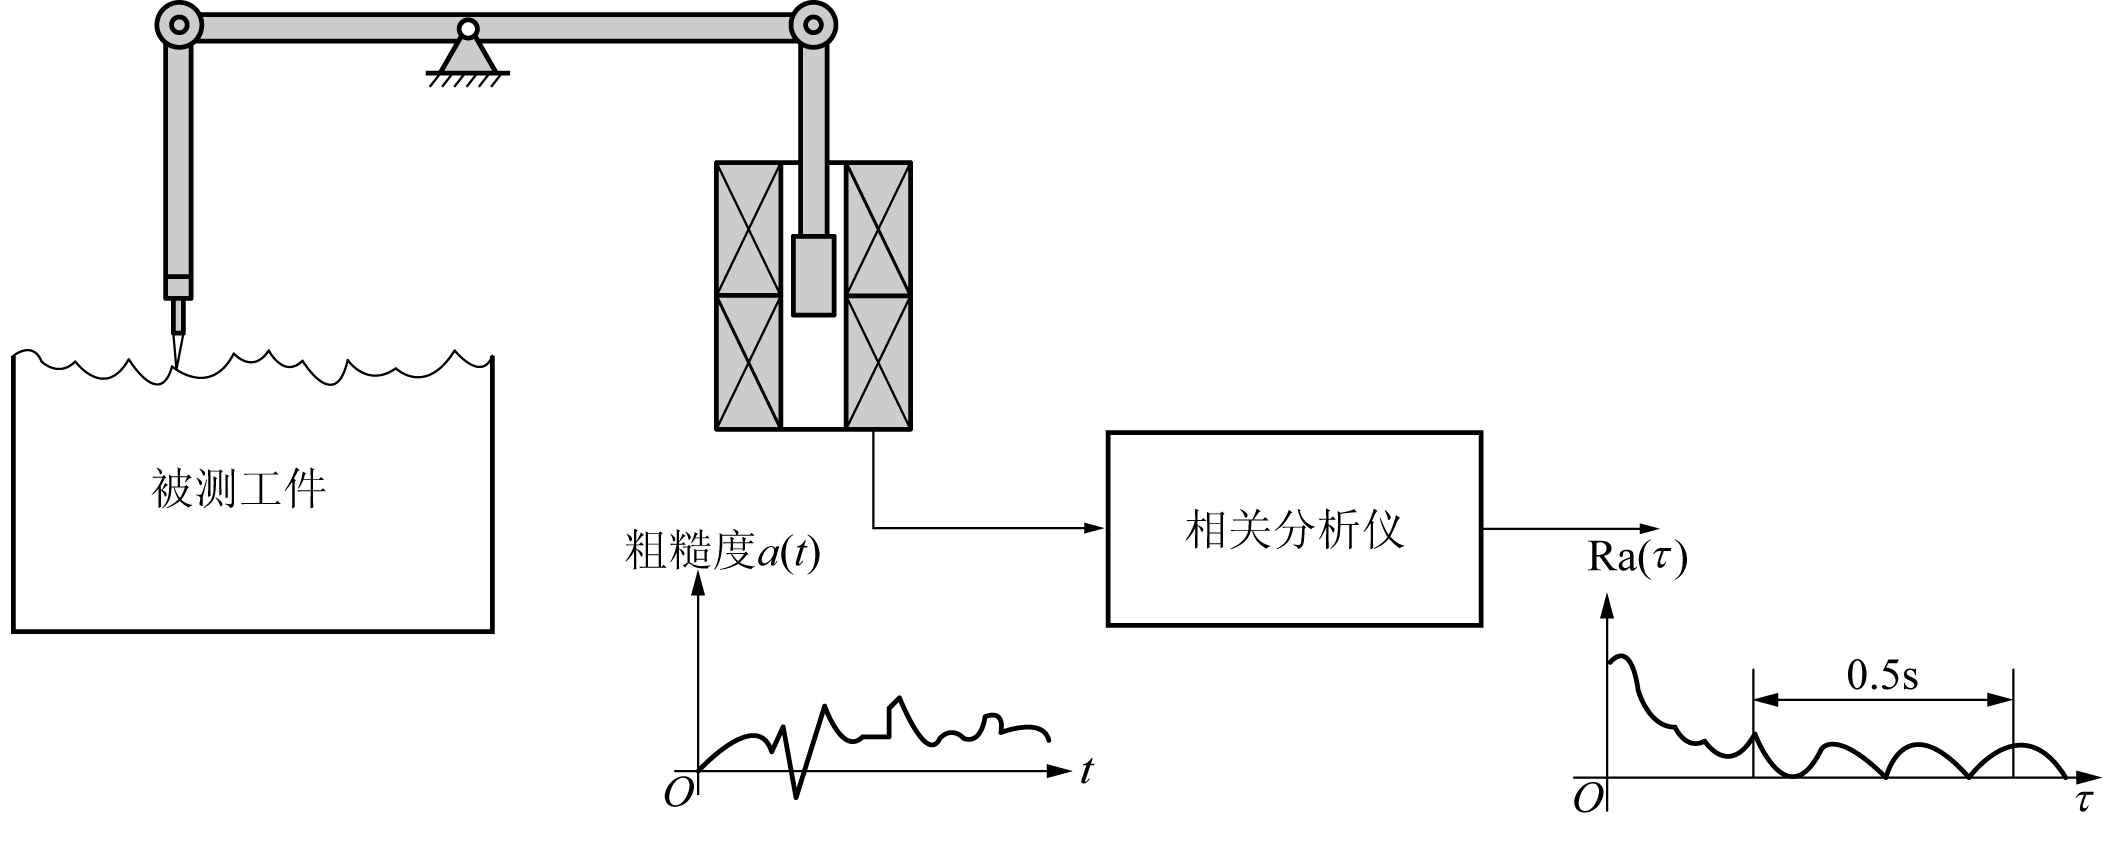 被测工件
粗糙度a(t)
O
t
相关分析仪
Ra(τ)
0.5s
O
τ